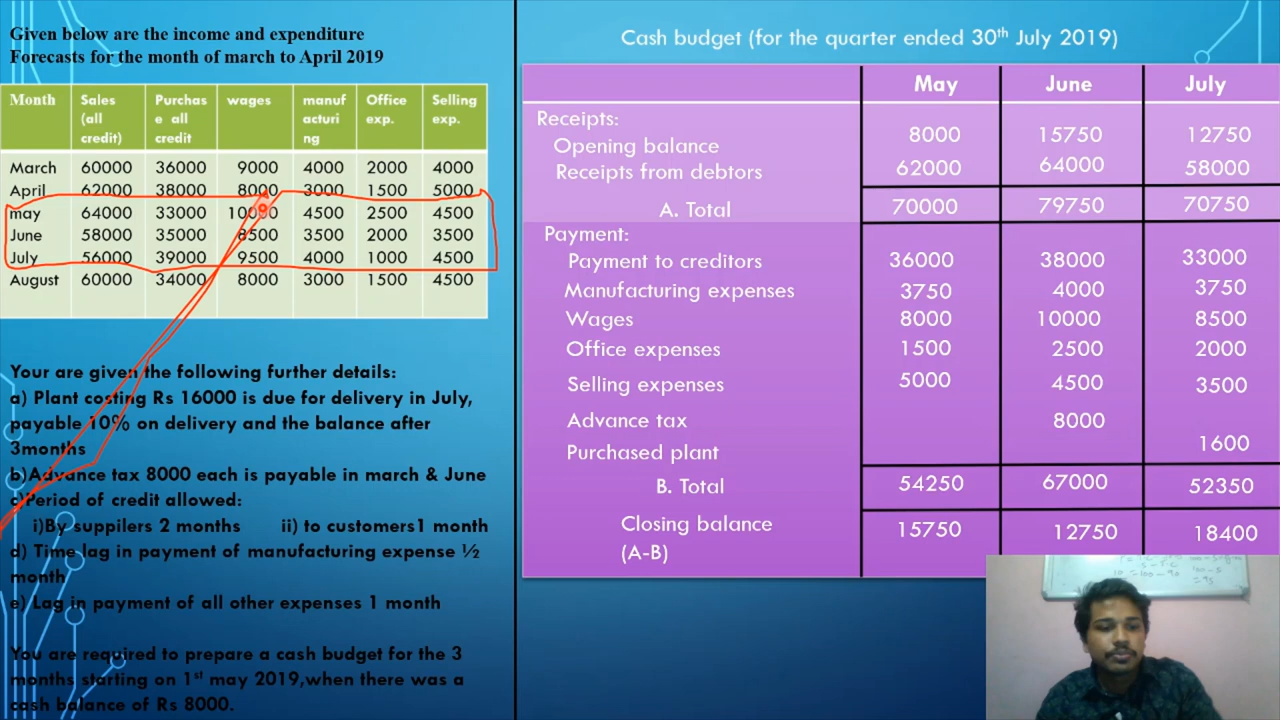 Given below are the income and expenditure
Forecasts for the month of march to April 2019
Month Sales (all credit) Purchas e all credit wages manuf acturi ng Office exp. Selling exp.
March 60000 36000 9000 4000 2000 4000
April 62000 38000 8000 3000 1500 5000
may 64000 33000 10000 4500 2500 4500
June 58000 35000 8500 3500 2000 3500
July 56000 39000 9500 4000 1000 4500
August 60000 34000 8000 3000 1500 4500
Your are given the following further details:
a) Plant costing Rs 16000 is due for delivery in July,
payable 10% on delivery and the balance after
3months
b)Advance tax 8000 each is payable in march & June
c)Period of credit allowed:
i)By suppilers 2 months ii) to customers1 month
d) Time lag in payment of manufacturing expense ½
month
e) Lag in payment of all other expenses 1 month
You are required to prepare a cash budget for the 3
months starting on 1st may 2019,when there was a
cash balance of Rs 8000.
Cash budget (for the quarter ended 30th July 2019)
May June July
Receipts:
Opening balance 8000 15750 12750
Receipts from debtors 62000 64000 58000
A. Total 70000 79750 70750
Payment:
Payment to creditors 36000 38000 33000
Manufacturing expenses 3750 4000 3750
Wages 8000 10000 8500
Office expenses 1500 2500 2000
Selling expenses 5000 4500 3500
Advance tax 8000
Purchased plant 1600
B. Total 54250 67000 52350
Closing balance 15750 12750 18400
(A-B)